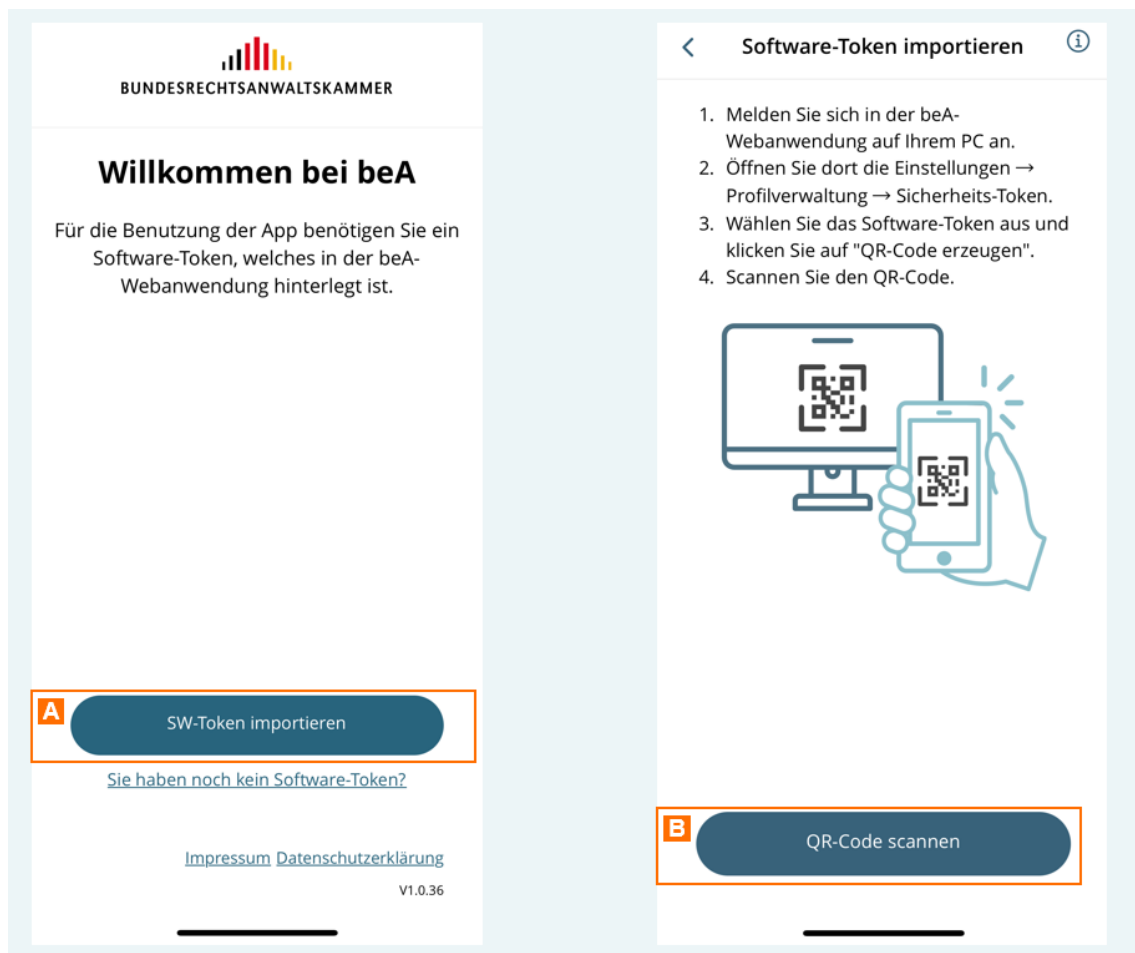 BUNDESRECHTSANWALTSKAMMER
Willkommen bei beA
Für die Benutzung der App benötigen Sie ein
Software-Token, welches in der beA-
Webanwendung hinterlegt ist.
A
SW-Token importieren
Sie haben noch kein Software-Token?
Impressum Datenschutzerklärung
V1.0.36
Software-Token importieren
1. Melden Sie sich in der beA-
Webanwendung auf Ihrem PC an.
2. Öffnen Sie dort die Einstellungen →
Profilverwaltung → Sicherheits-Token.
3. Wählen Sie das Software-Token aus und
klicken Sie auf "QR-Code erzeugen".
4. Scannen Sie den QR-Code.
B
QR-Code scannen